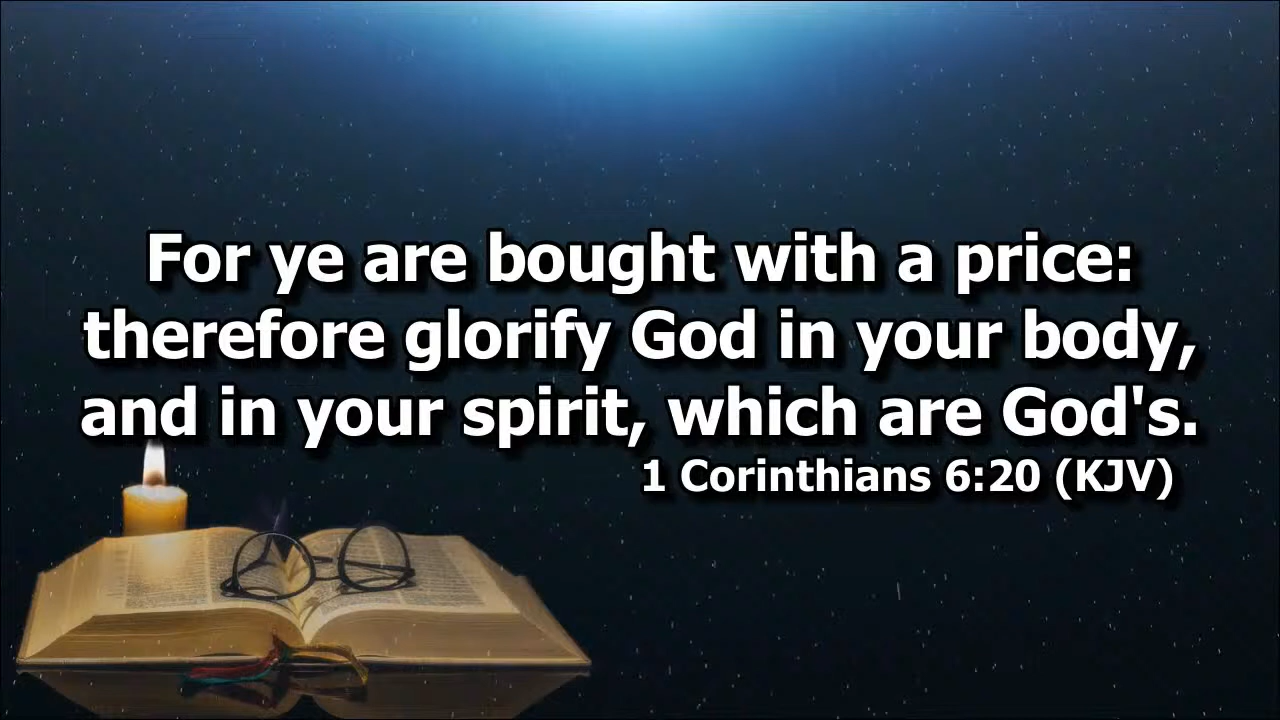 For ye are bought with a price:
therefore glorify God in your body,
and in your spirit, which are God's.
1 Corinthians 6:20 (KJV)